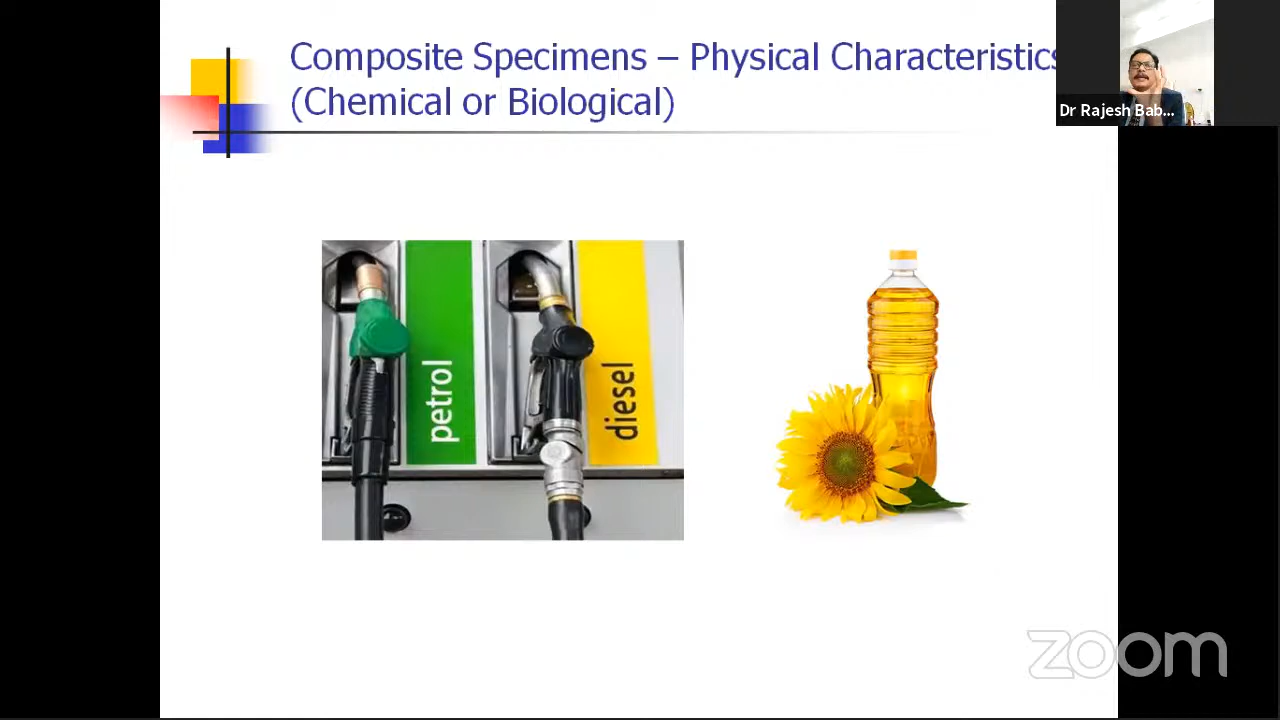 Composite Specimens – Physical Characteristics
(Chemical or Biological)
Dr Rajesh Bab...
petrol
diesel
zoom